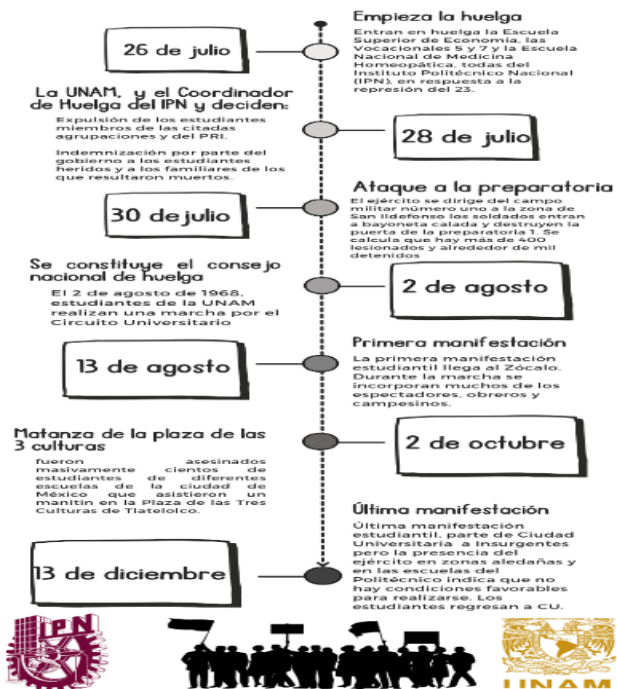 Empieza la huelga
26 de julio
Entran en huelga la Escuela
Superior de Economía, las
Vocacionales 5 y 7 y la Escuela
Nacional de Medicina
Homeopática, todas del
Instituto Politécnico Nacional
(IPN), en respuesta a la
represión del 23.
La UNAM, y el Coordinador
de Huelga del IPN y deciden:
Expulsión de los estudiantes
miembros de las citadas
agrupaciones y del PRI.
Indemnización por parte del
gobierno a los estudiantes
heridos y a los familiares de los
que resultaron muertos.
28 de julio
Ataque a la preparatoria
30 de julio
El ejército se dirige del campo
militar número uno a la zona de
San Ildefonso los soldados entran
a bayoneta calada y destruyen la
puerta de la preparatoria 1. Se
calcula que hay más de 400
lesionados y alrededor de mil
detenidos
Se constituye el consejo
nacional de huelga
El 2 de agosto de 1968,
estudiantes de la UNAM
realizan una marcha por el
Circuito Universitario
2 de agosto
Primera manifestación
13 de agosto
La primera manifestación
estudiantil llega al Zócalo.
Durante la marcha se
incorporan muchos de los
espectadores, obreros y
campesinos.
Matanza de la plaza de las
3 culturas
fueron asesinados
masivamente cientos de
estudiantes de diferentes
escuelas de la ciudad de
México que asistieron un
manitin en la Plaza de las Tres
Culturas de Tlatelolco.
2 de octubre
Última manifestación
13 de diciembre
Última manifestación
estudiantil, parte de Ciudad
Universitaria a Insurgentes
pero la presencia del
ejército en zonas aledañas y
en las escuelas del
Politécnico indica que no
hay condiciones favorables
para realizarse. Los
estudiantes regresan a CU.
IPN
UNAM